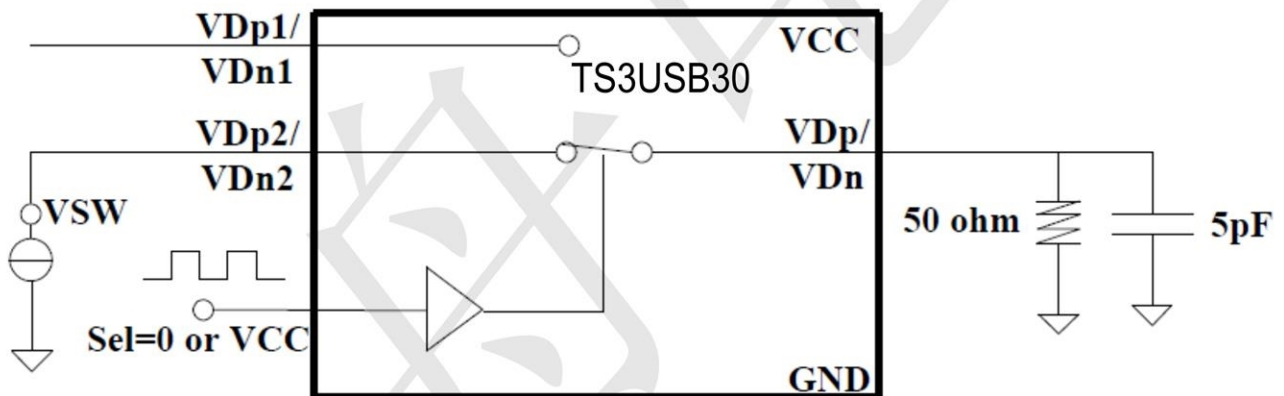 VDp1/
VCC
VDn1
TS3USB30
VDp2/
VDp/
VDn2
VDn
VSW
50 ohm
5pF
Sel=0 or VCC
GND